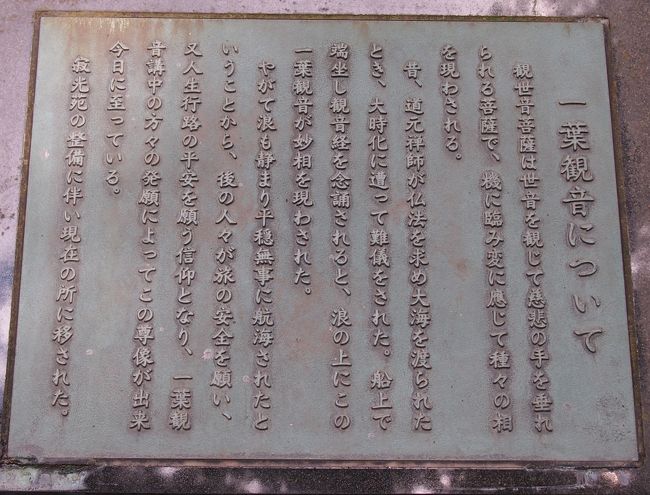 一葉観音について
観世音菩薩は世音を観じて慈悲の手を垂れ
られる菩薩で、機に臨み変に応じて種々の相
を現わされる。
昔、道元禅師が仏法を求め大海を渡られた
とき、大時化に遭って難儀をされた。船上で
端坐し観音経を念誦されると、浪の上にこの
一葉観音が妙相を現わされた。
やがて浪も静まり平穏無事に航海されたと
いうことから、後の人々が旅の安全を願い、
又人生行路の平安を願う信仰となり、一葉観
音講中の方々の発願によってこの尊像が出来
今日に至っている。
寂光苑の整備に伴い現在の所に移された。